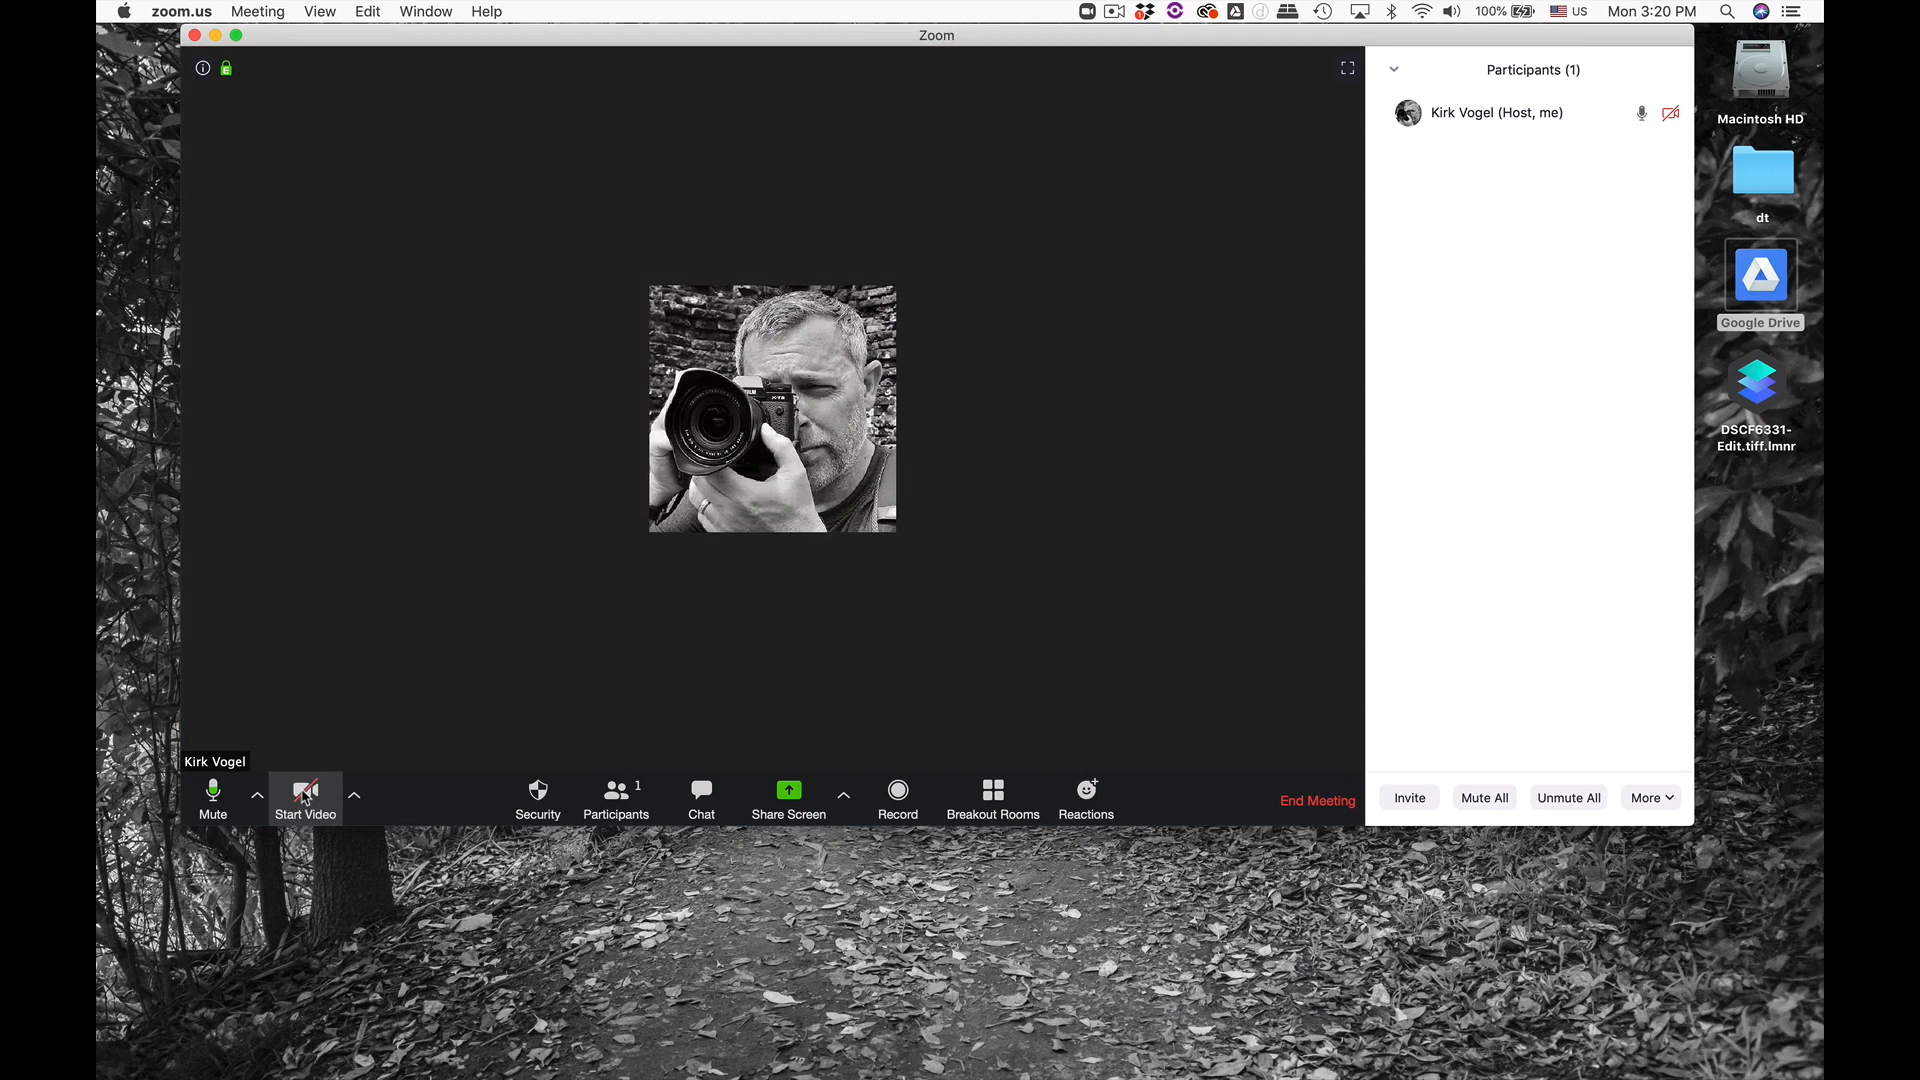 zoom.us Meeting View Edit Window Help 100% US Mon 3:20 PM
Zoom
Participants (1)
Kirk Vogel (Host, me)
Macintosh HD
dt
Google Drive
DSCF6331-
Edit.tiff.lmnr
X-T3
Kirk Vogel
Mute
Start Video
Security
1
Participants
Chat
Share Screen
Record
Breakout Rooms
Reactions
End Meeting
Invite
Mute All
Unmute All
More